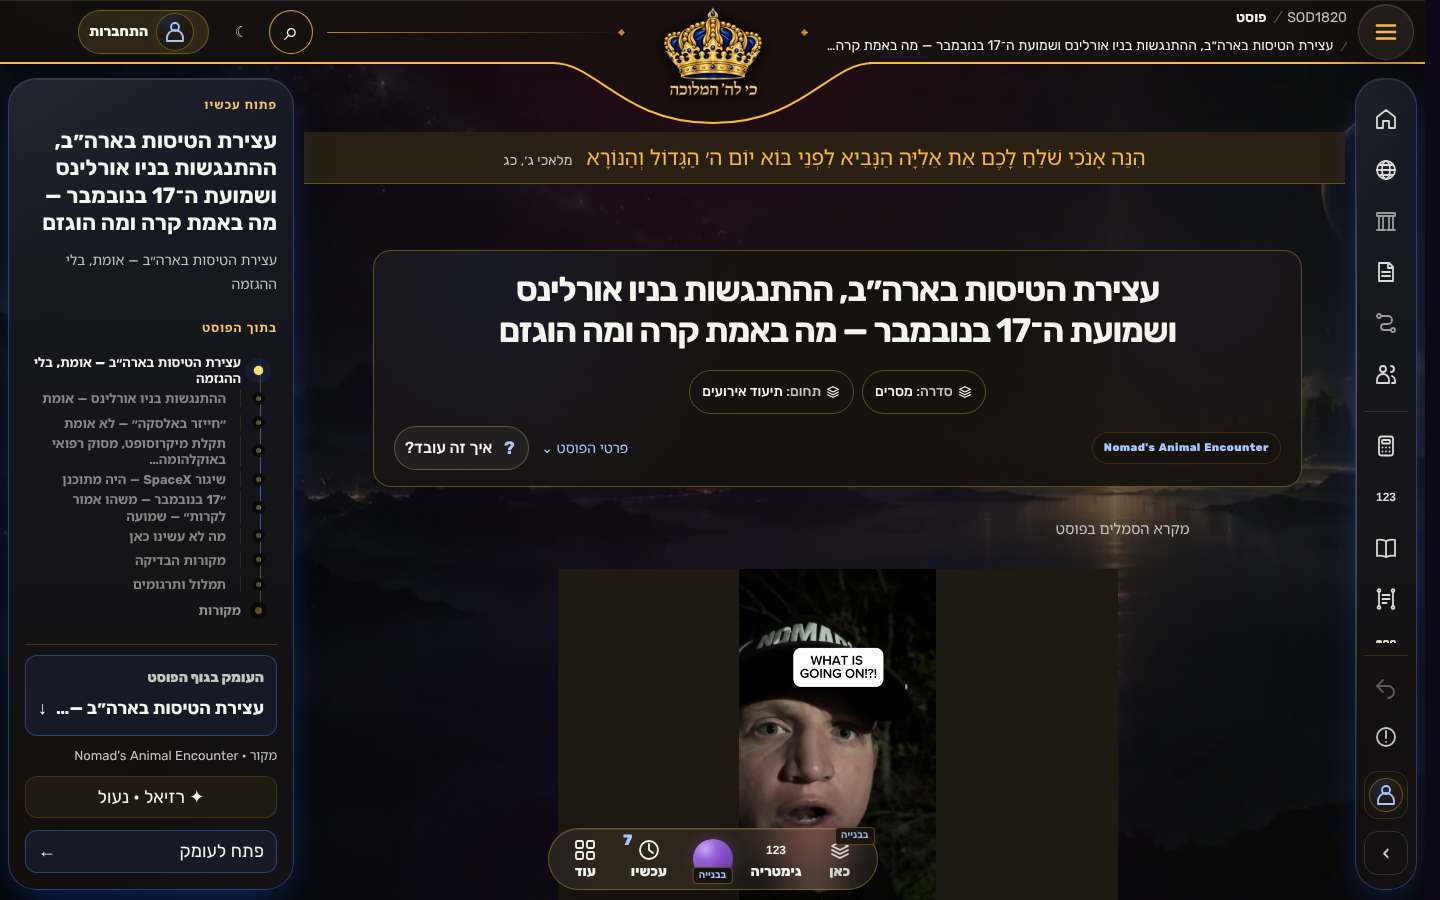 SOD1820 / פוסט
/ עצירת הטיסות בארה״ב, ההתנגשות בניו אורלינס ושמועת ה־17 בנובמבר — מה באמת קרה...
התחברות
כי לה' המלוכה
הִנֵּה אָנֹכִי שֹׁלֵחַ לָכֶם אֵת אֵלִיָּה הַנָּבִיא לִפְנֵי בּוֹא יוֹם ה׳ הַגָּדוֹל וְהַנּוֹרָא מלאכי ג׳, כג
עצירת הטיסות בארה״ב, ההתנגשות בניו אורלינס
ושמועת ה־17 בנובמבר — מה באמת קרה ומה הוגזם
סדרה: מסרים
תחום: תיעוד אירועים
Nomad's Animal Encounter
פרטי הפוסט
? איך זה עובד?
מקרא הסמלים בפוסט
NOMAD
WHAT IS
GOING ON!?!
בבנייה
כאן
123
גימטריה
בבנייה
7
עכשיו
עוד
123
פתוח עכשיו
עצירת הטיסות בארה״ב,
ההתנגשות בניו אורלינס
ושמועת ה־17 בנובמבר —
מה באמת קרה ומה הוגזם
עצירת הטיסות בארה״ב — אומת, בלי
ההגזמה
בתוך הפוסט
עצירת הטיסות בארה״ב — אומת, בלי
ההגזמה
ההתנגשות בניו אורלינס — אומת
״חייזר באלסקה״ — לא אומת
תקלת מיקרוסופט, מסוק רפואי
באוקלהומה...
שיגור SpaceX — היה מתוכנן
״17 בנובמבר — משהו אמור
לקרות״ — שמועה
מה לא עשינו כאן
מקורות הבדיקה
תמלול ותרגומים
מקורות
העומק בגוף הפוסט
עצירת הטיסות בארה״ב —... ↓
מקור • Nomad's Animal Encounter
✦ רזיאל • נעול
פתח לעומק ←